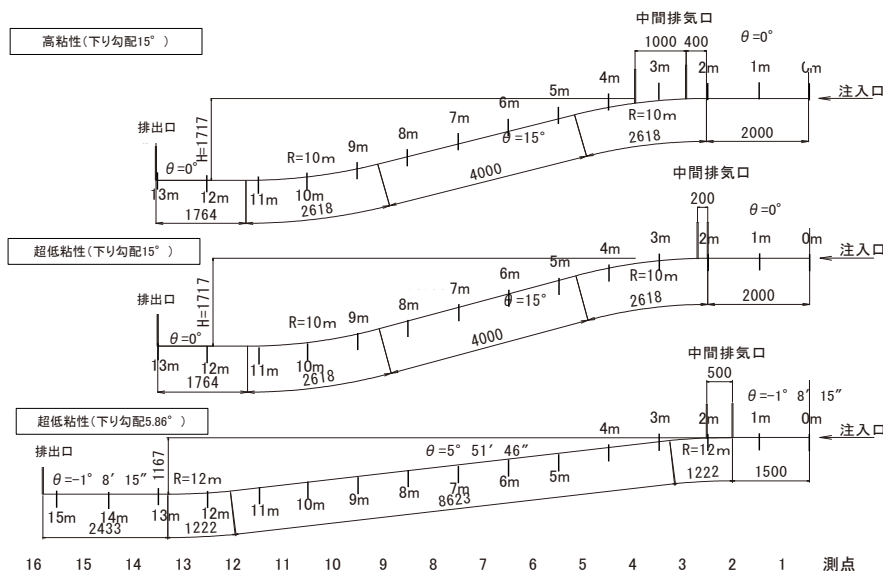 中間排気口
高粘性(下り勾配15°)
1000 400
θ=0°
4m 3m 2m 1m 0m
注入口
5m
6m
R=10m
7m
θ=15°
2618
2000
排出口
H=1717
8m
R=10m
9m
4000
θ=0°
13m 12m 11m 10m
1764
2618
中間排気口
200
θ=0°
超低粘性(下り勾配15°)
4m 3m 2m 1m 0m
注入口
5m
R=10m
6m
7m
θ=15°
2618
2000
排出口
H=1717
8m
R=10m
9m
4000
θ=0°
13m 12m 11m 10m
1764
2618
中間排気口
500
θ=-1° 8′ 15″
超低粘性(下り勾配5.86°)
4m 3m 2m 1m 0m
注入口
排出口
1167
θ=5° 51′ 46″
R=12m
θ=-1° 8′ 15″
R=12m
1222
1500
15m 14m 13m 12m 11m 10m 9m 8m 7m 6m 5m
2433
1222
8623
16 15 14 13 12 11 10 9 8 7 6 5 4 3 2 1 測点